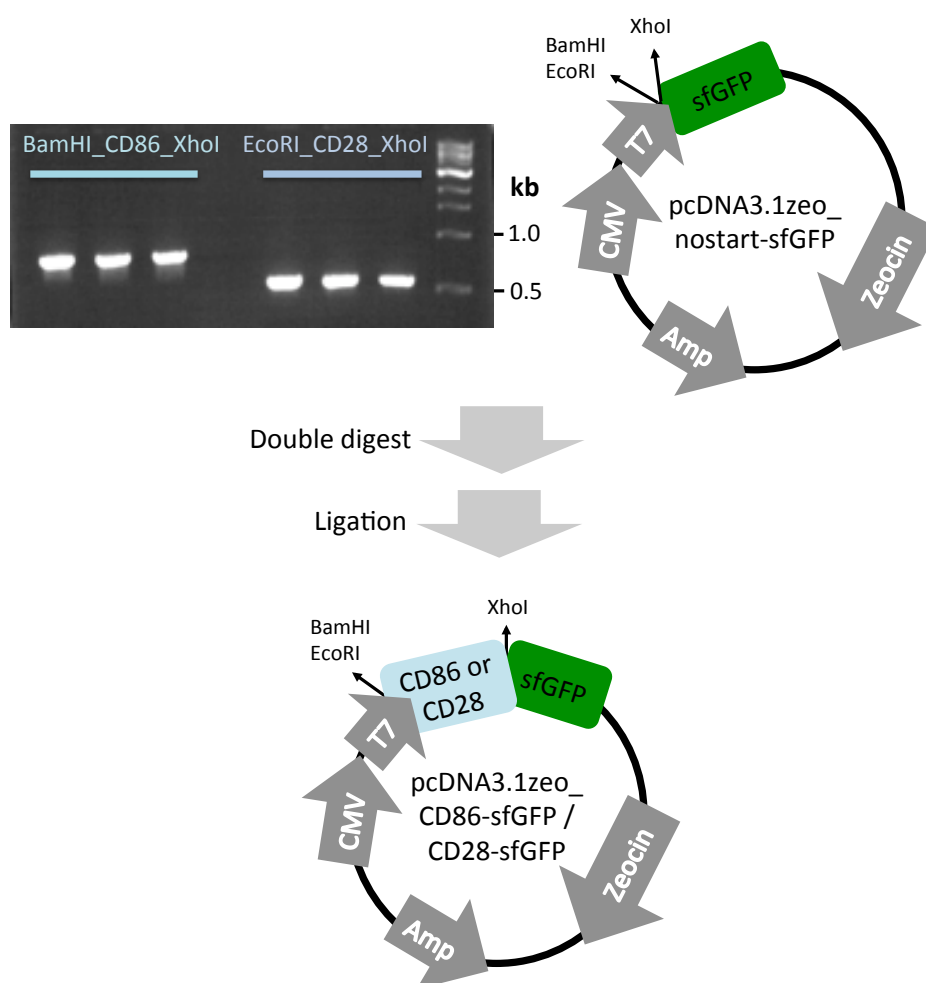 XhoI
BamHI
EcoRI
sfGFP
T7
CMV
pcDNA3.1zeo_
nostart-sfGFP
Zeocin
Amp
BamHI_CD86_XhoI
EcoRI_CD28_XhoI
kb
1.0
0.5
Double digest
Ligation
XhoI
BamHI
EcoRI
CD86 or
CD28
sfGFP
T7
CMV
pcDNA3.1zeo_
CD86-sfGFP /
CD28-sfGFP
Zeocin
Amp